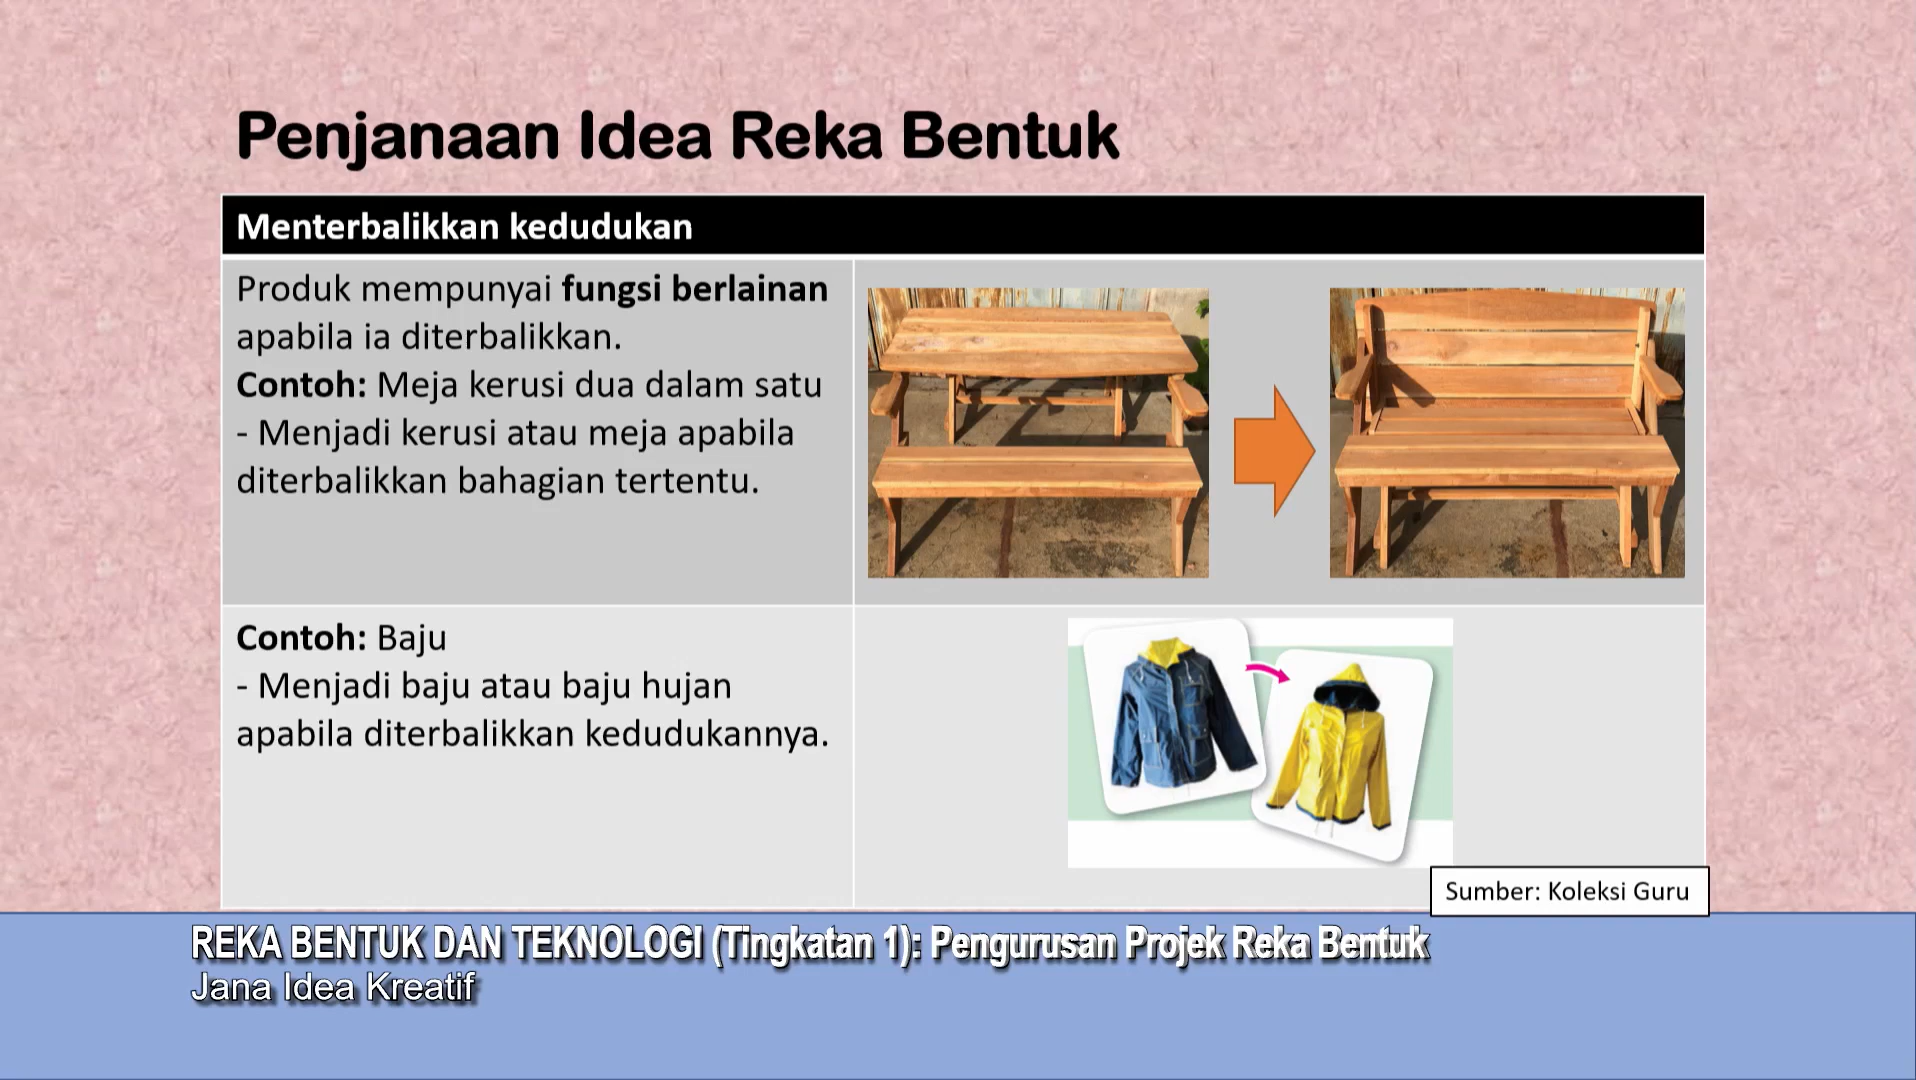 Penjanaan Idea Reka Bentuk
Menterbalikkan kedudukan
Produk mempunyai fungsi berlainan
apabila ia diterbalikkan.
Contoh: Meja kerusi dua dalam satu
- Menjadi kerusi atau meja apabila
diterbalikkan bahagian tertentu.
Contoh: Baju
- Menjadi baju atau baju hujan
apabila diterbalikkan kedudukannya.
Sumber: Koleksi Guru
REKA BENTUK DAN TEKNOLOGI (Tingkatan 1): Pengurusan Projek Reka Bentuk
Jana Idea Kreatif